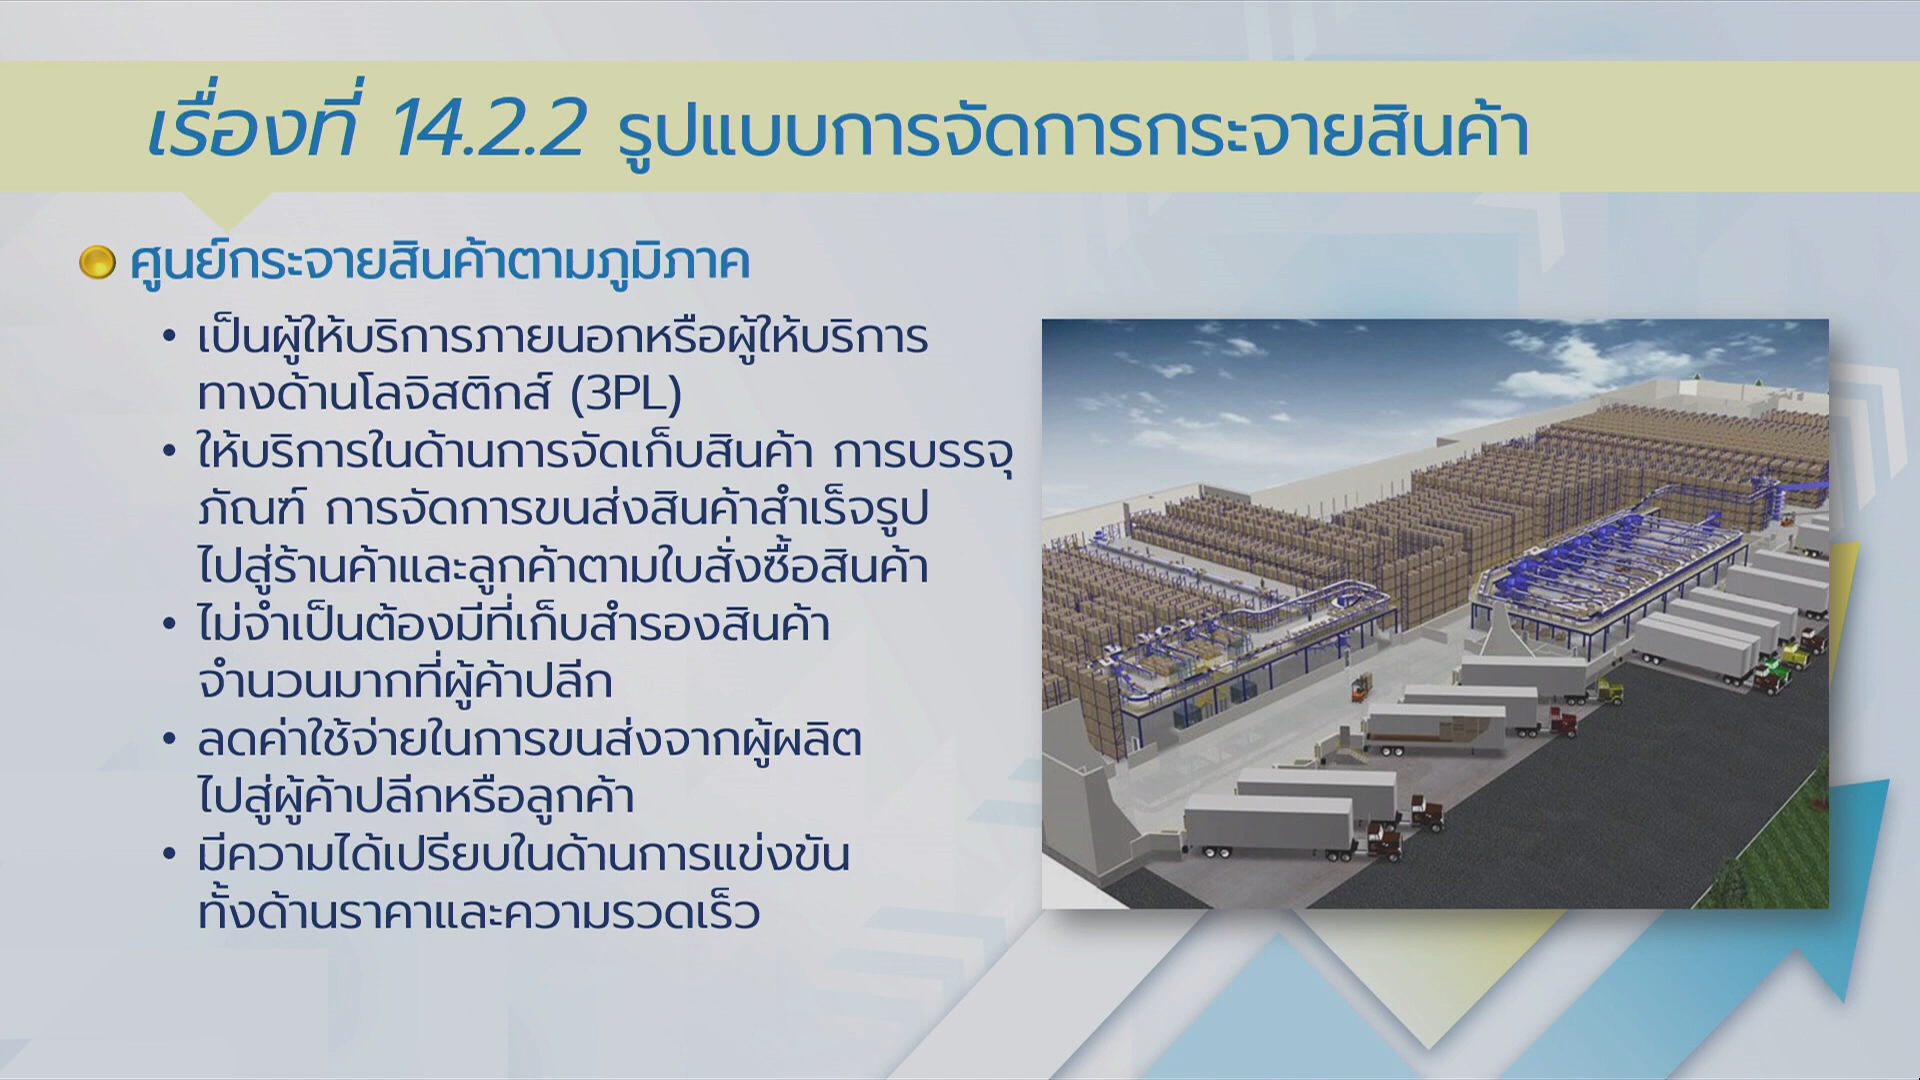 เรื่องที่ 14.2.2 รูปแบบการจัดการกระจายสินค้า
ศูนย์กระจายสินค้าตามภูมิภาค
• เป็นผู้ให้บริการภายนอกหรือผู้ให้บริการ
ทางด้านโลจิสติกส์ (3PL)
• ให้บริการในด้านการจัดเก็บสินค้า การบรรจุ
ภัณฑ์ การจัดการขนส่งสินค้าสำเร็จรูป
ไปสู่ร้านค้าและลูกค้าตามใบสั่งซื้อสินค้า
• ไม่จำเป็นต้องมีที่เก็บสำรองสินค้า
จำนวนมากที่ผู้ค้าปลีก
• ลดค่าใช้จ่ายในการขนส่งจากผู้ผลิต
ไปสู่ผู้ค้าปลีกหรือลูกค้า
• มีความได้เปรียบในด้านการแข่งขัน
ทั้งด้านราคาและความรวดเร็ว